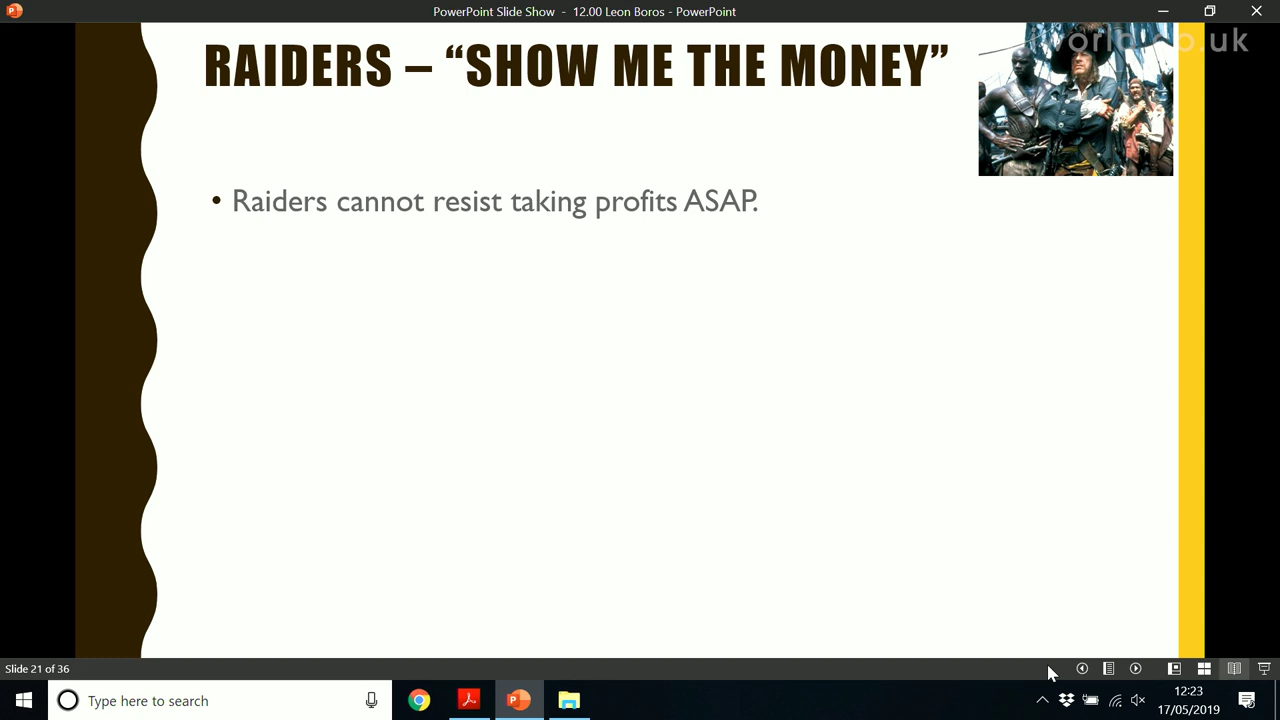 PowerPoint Slide Show - 12.00 Leon Boros - PowerPoint
RAIDERS – “SHOW ME THE MONEY”
• Raiders cannot resist taking profits ASAP.
Slide 21 of 36
Type here to search
12:23
17/05/2019